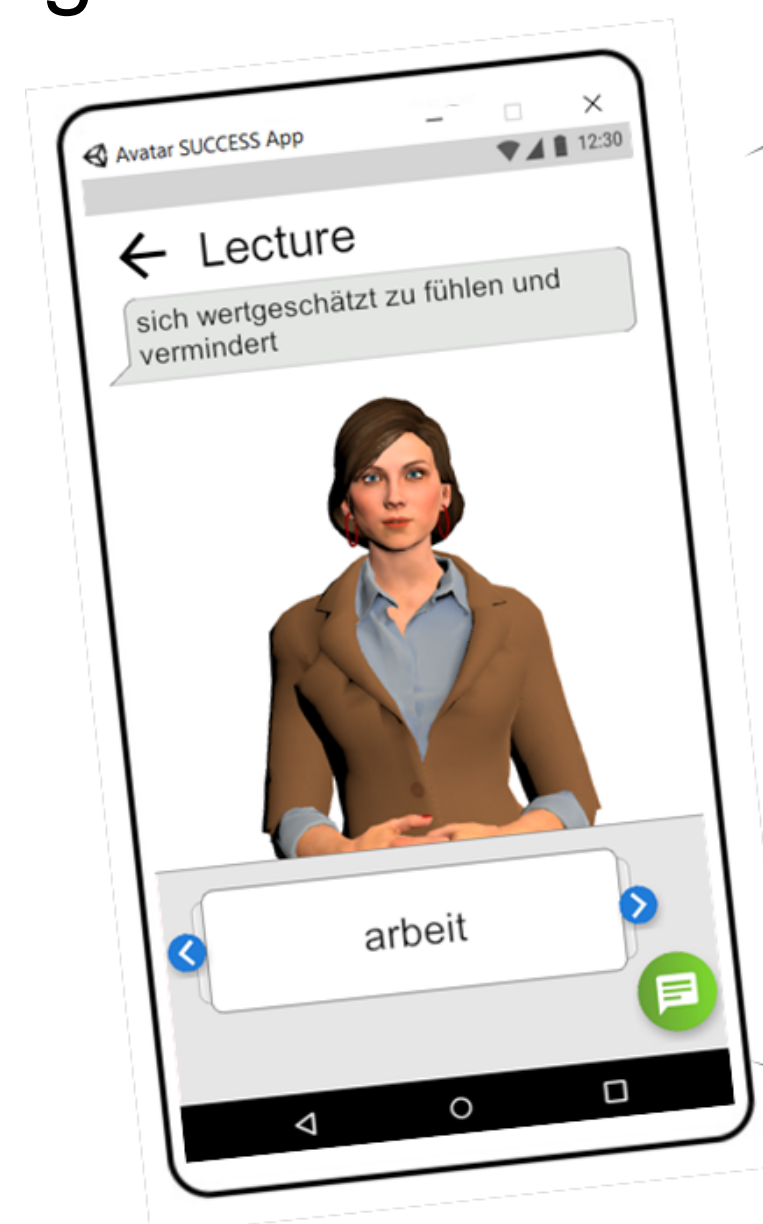 g
Avatar SUCCESS App
12:30
Lecture
sich wertgeschätzt zu fühlen und
vermindert
arbeit